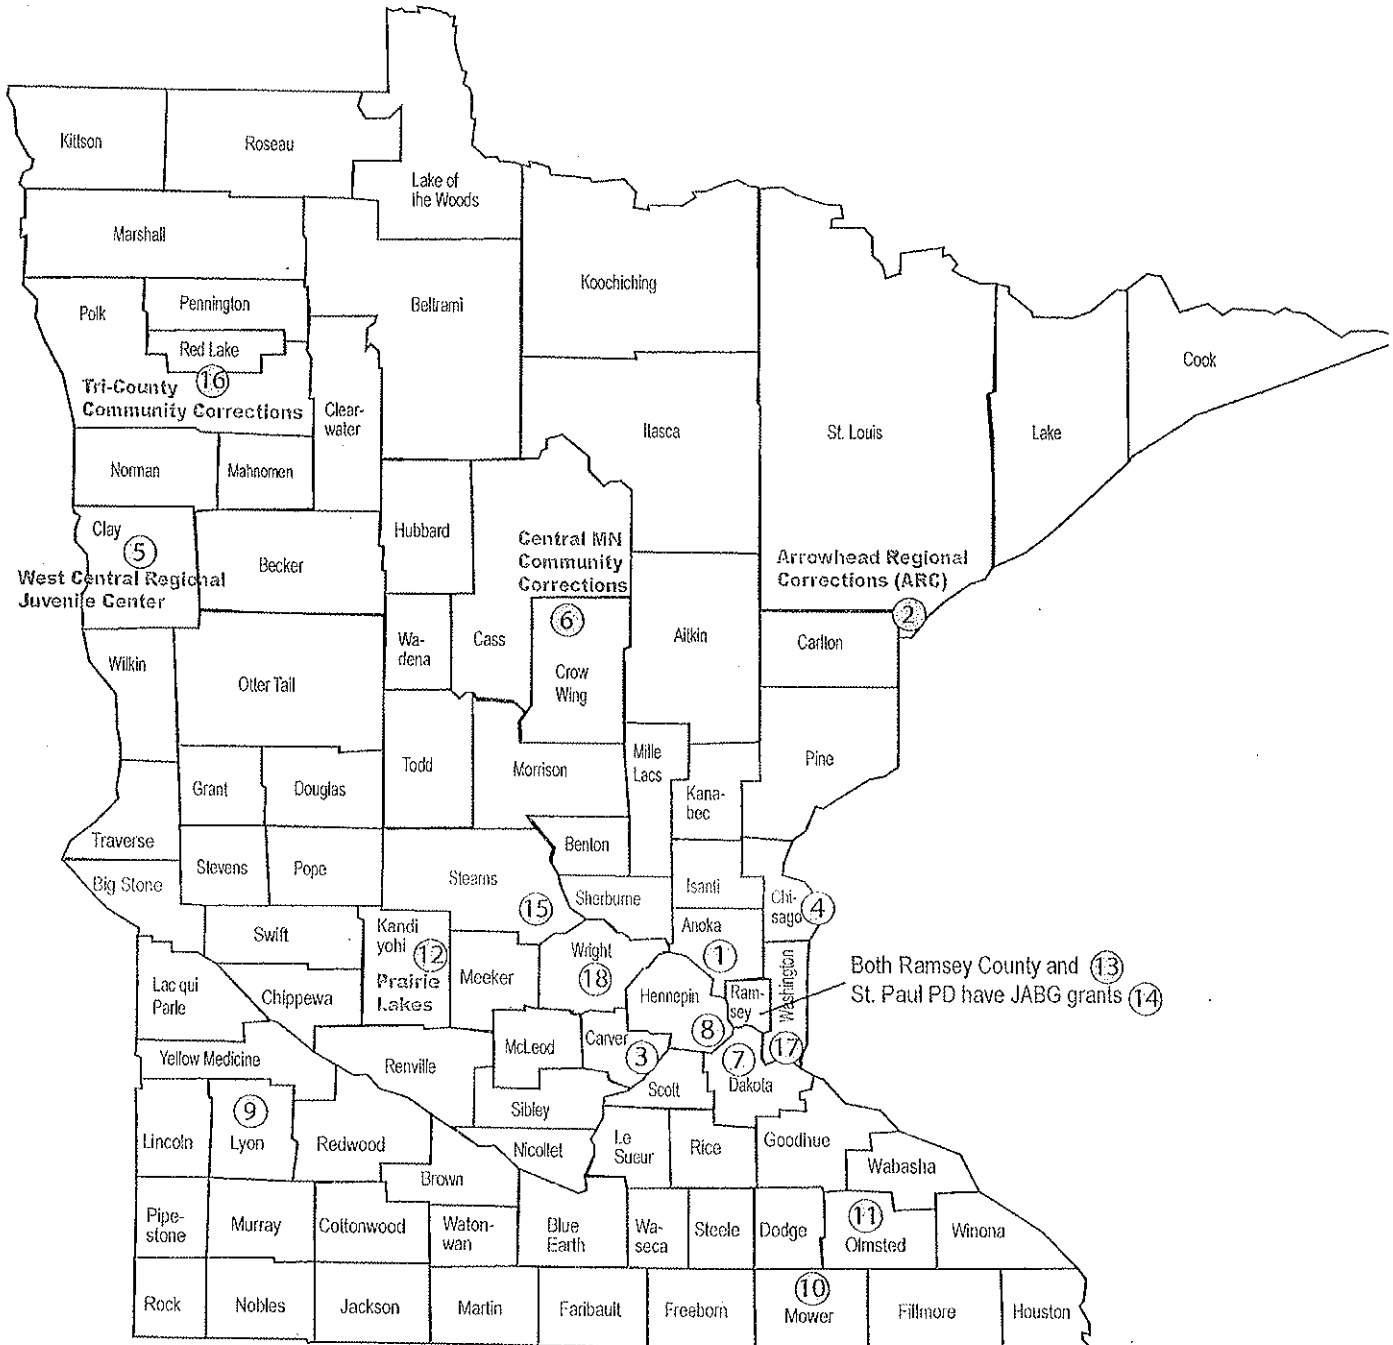 Kittson
Roseau
Lake of
the Woods
Marshall
Koochiching
Polk
Pennington
Beltrami
Red Lake
Cook
16
Tri-County
Community Corrections
Clear-
water
Itasca
St. Louis
Lake
Norman
Mahnomen
Clay
5
West Central Regional
Juvenile Center
Becker
Hubbard
Central MN
Community
Corrections
6
Arrowhead Regional
Corrections (ARC)
2
Wilkin
Otter Tail
Wa-
dena
Cass
Crow
Wing
Aitkin
Carlton
Grant
Douglas
Todd
Morrison
Mille
Lacs
Kana-
bec
Pine
Traverse
Big Stone
Stevens
Pope
Stearns
15
Benton
Sherburne
Isanti
Chi-
sago
4
Swift
Kandi
yohi
12
Prairie
Lakes
Meeker
Wright
18
Anoka
1
Washington
Both Ramsey County and 13
St. Paul PD have JABG grants 14
Lac qui
Parle
Chippewa
Hennepin
8
Ram-
sey
Yellow Medicine
Renville
McLeod
Carver
3
7
Dakota
17
Scott
Sibley
9
Lyon
Lincoln
Redwood
Nicollet
Le
Sueur
Rice
Goodhue
Wabasha
Brown
Pipe-
stone
Murray
Cottonwood
Waton-
wan
Blue
Earth
Wa-
seca
Steele
Dodge
11
Olmsted
Winona
Rock
Nobles
Jackson
Martin
Faribault
Freeborn
10
Mower
Fillmore
Houston